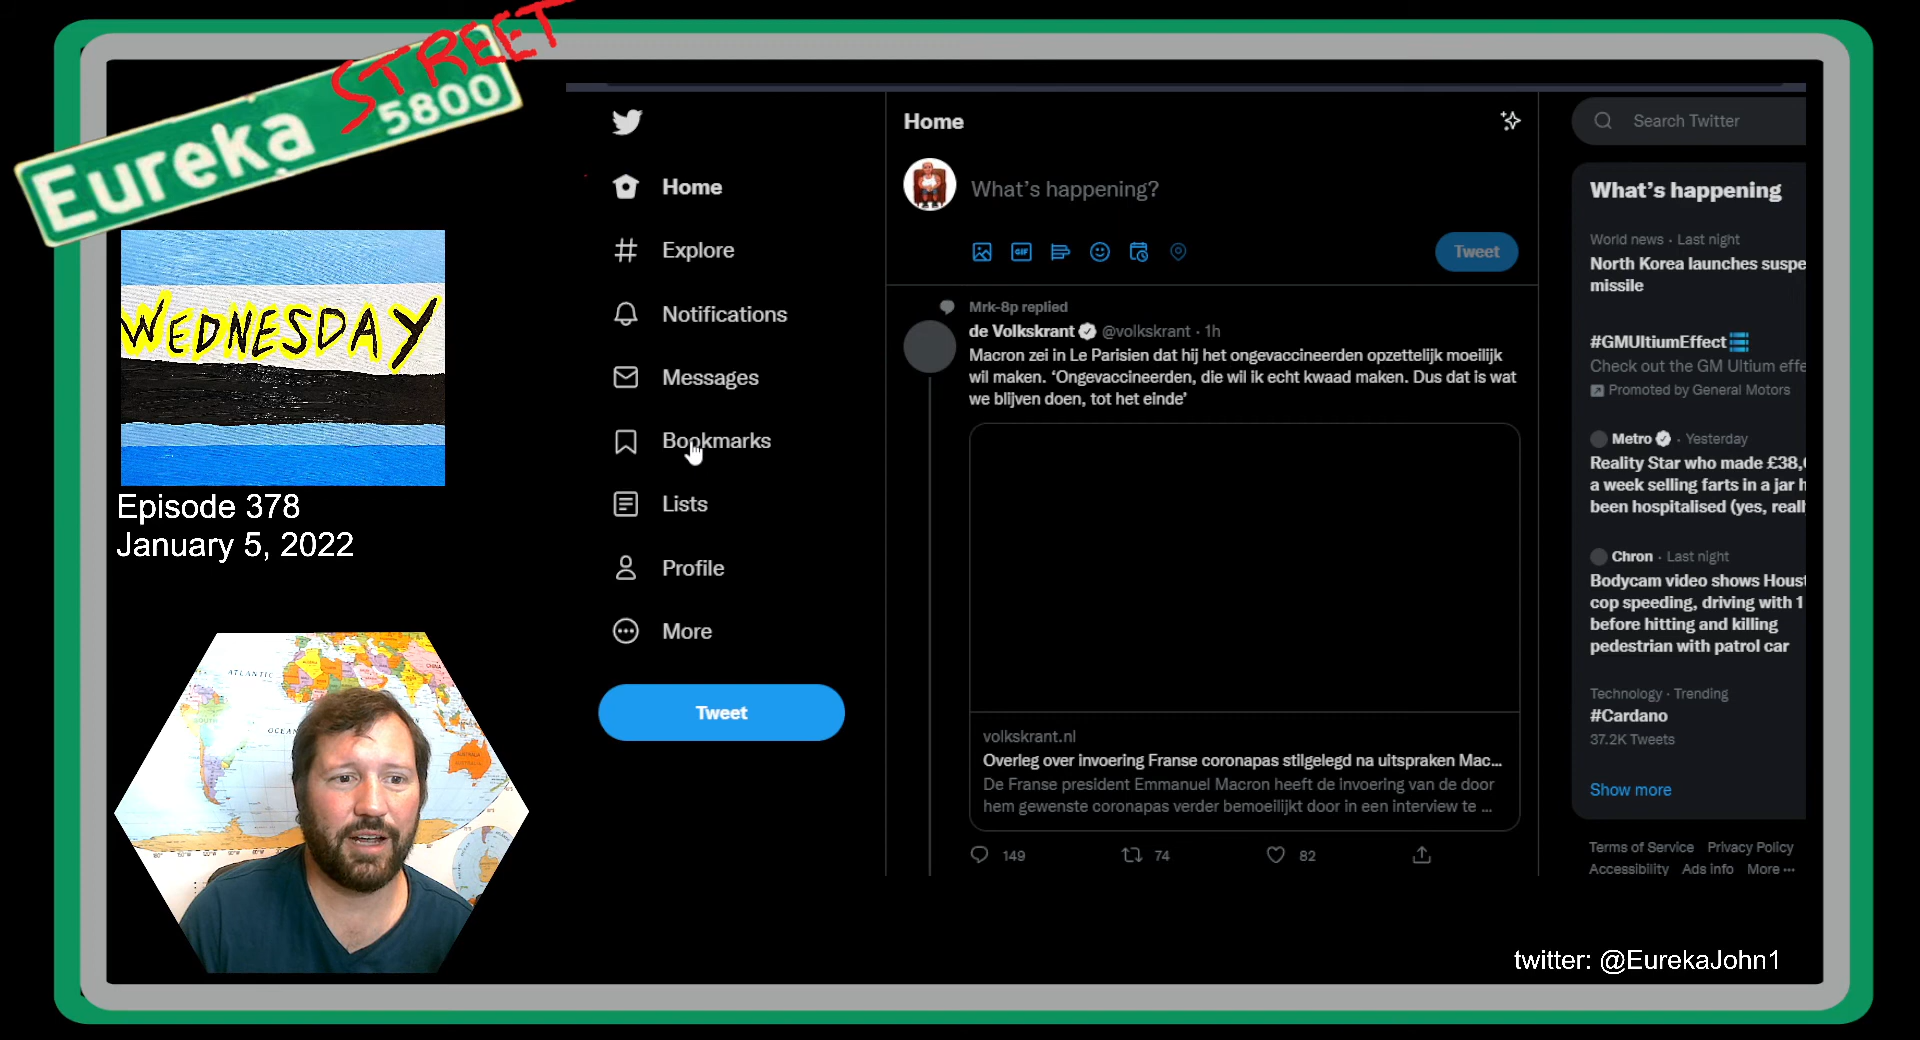 Eureka STREET
5800
WEDNESDAY
Episode 378
January 5, 2022
Home
Explore
Notifications
Messages
Bookmarks
Lists
Profile
More
Tweet
Home
What's happening?
GIF
Tweet
Mrk-8p replied
de Volkskrant @volkskrant · 1h
Macron zei in Le Parisien dat hij het ongevaccineerden opzettelijk moeilijk
wil maken. ‘Ongevaccineerden, die wil ik echt kwaad maken. Dus dat is wat
we blijven doen, tot het einde’
volkskrant.nl
Overleg over invoering Franse coronapas stilgelegd na uitspraken Mac...
De Franse president Emmanuel Macron heeft de invoering van de door
hem gewenste coronapas verder bemoeilijkt door in een interview te ...
149 74 82
Search Twitter
What's happening
World news · Last night
North Korea launches suspe
missile
#GMUltiumEffect
Check out the GM Ultium effe
Promoted by General Motors
Metro · Yesterday
Reality Star who made £38,
a week selling farts in a jar h
been hospitalised (yes, reall
Chron · Last night
Bodycam video shows Houst
cop speeding, driving with 1
before hitting and killing
pedestrian with patrol car
Technology · Trending
#Cardano
37.2K Tweets
Show more
Terms of Service Privacy Policy
Accessibility Ads info More ···
ATLANTIC
twitter: @EurekaJohn1